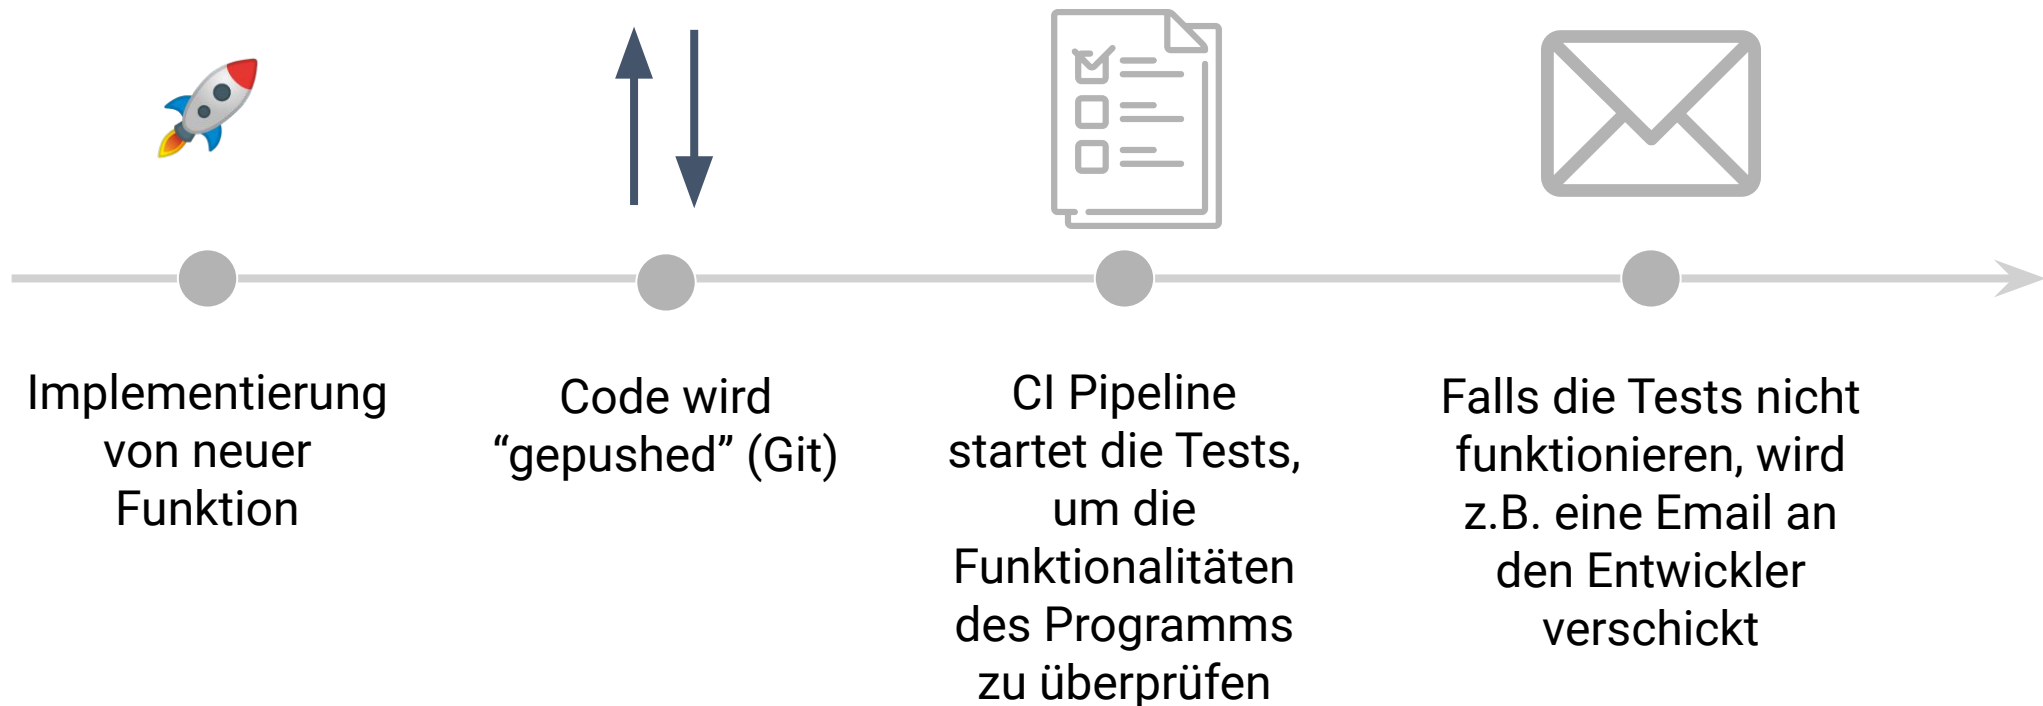 Implementierung
von neuer
Funktion
Code wird
“gepushed” (Git)
CI Pipeline
startet die Tests,
um die
Funktionalitäten
des Programms
zu überprüfen
Falls die Tests nicht
funktionieren, wird
z.B. eine Email an
den Entwickler
verschickt